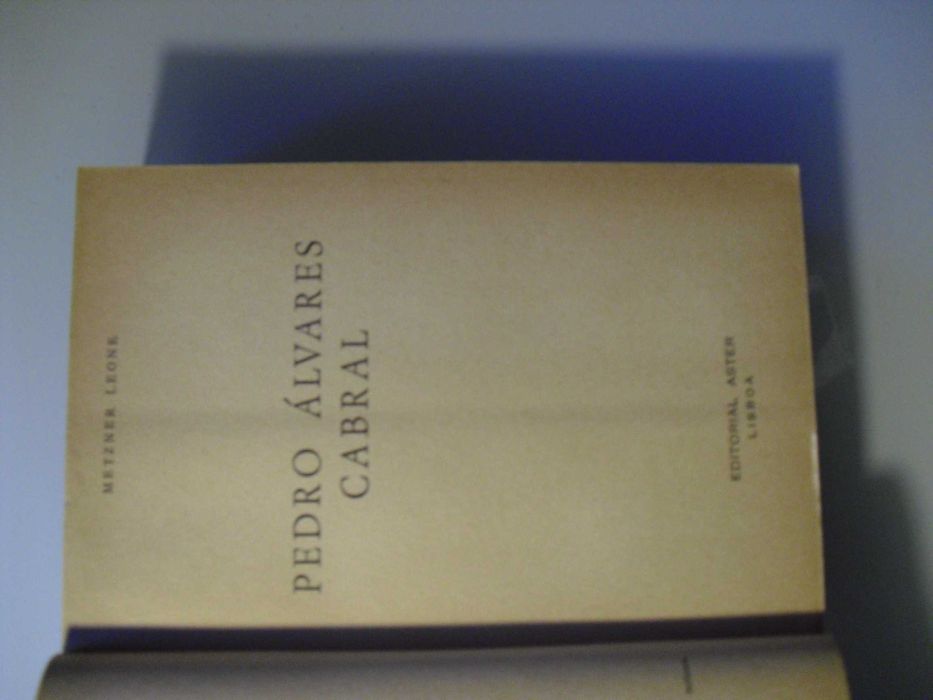 METZNER LEONE
PEDRO ÁLVARES
CABRAL
EDITORIAL ASTER
LISBOA